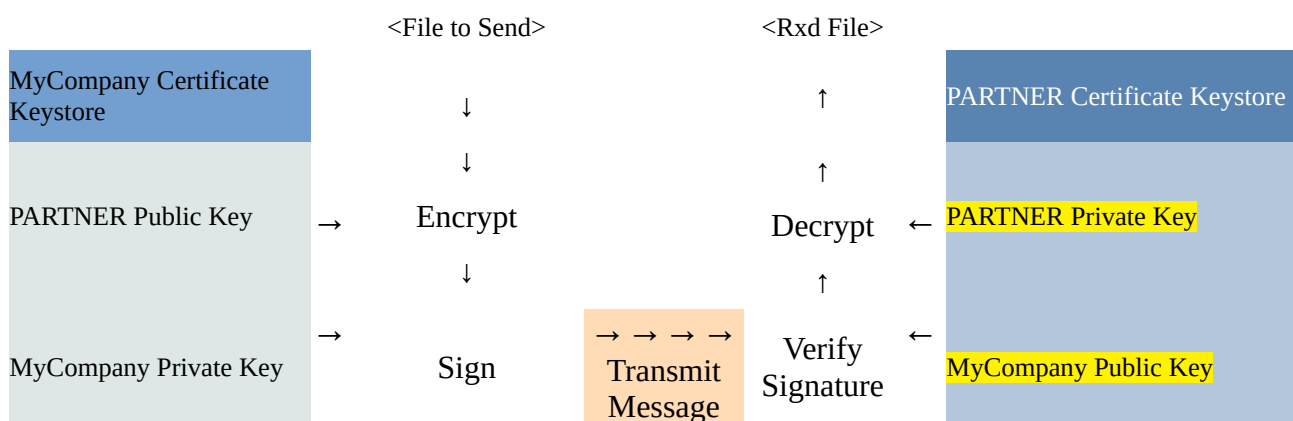 <File to Send>
<Rxd File>
MyCompany Certificate
Keystore
↓
↑
PARTNER Certificate Keystore
↓
↑
PARTNER Public Key
→
Encrypt
Decrypt
←
PARTNER Private Key
↓
↑
MyCompany Private Key
→
Sign
→ → → →
Transmit
Message
Verify
Signature
←
MyCompany Public Key